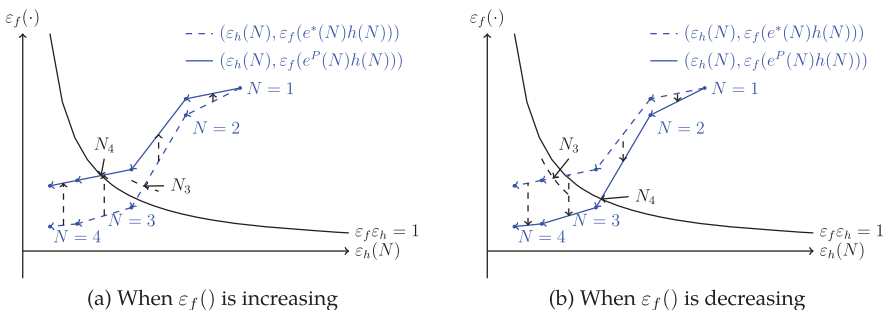 ε_f(·)
(ε_h(N), ε_f(e*(N)h(N)))
(ε_h(N), ε_f(e^P(N)h(N)))
N = 1
N = 2
N_4
N_3
N = 3
N = 4
ε_f ε_h = 1
ε_h(N)
(a) When ε_f() is increasing
ε_f(·)
(ε_h(N), ε_f(e*(N)h(N)))
(ε_h(N), ε_f(e^P(N)h(N)))
N = 1
N = 2
N_3
N_4
N = 3
N = 4
ε_f ε_h = 1
ε_h(N)
(b) When ε_f() is decreasing